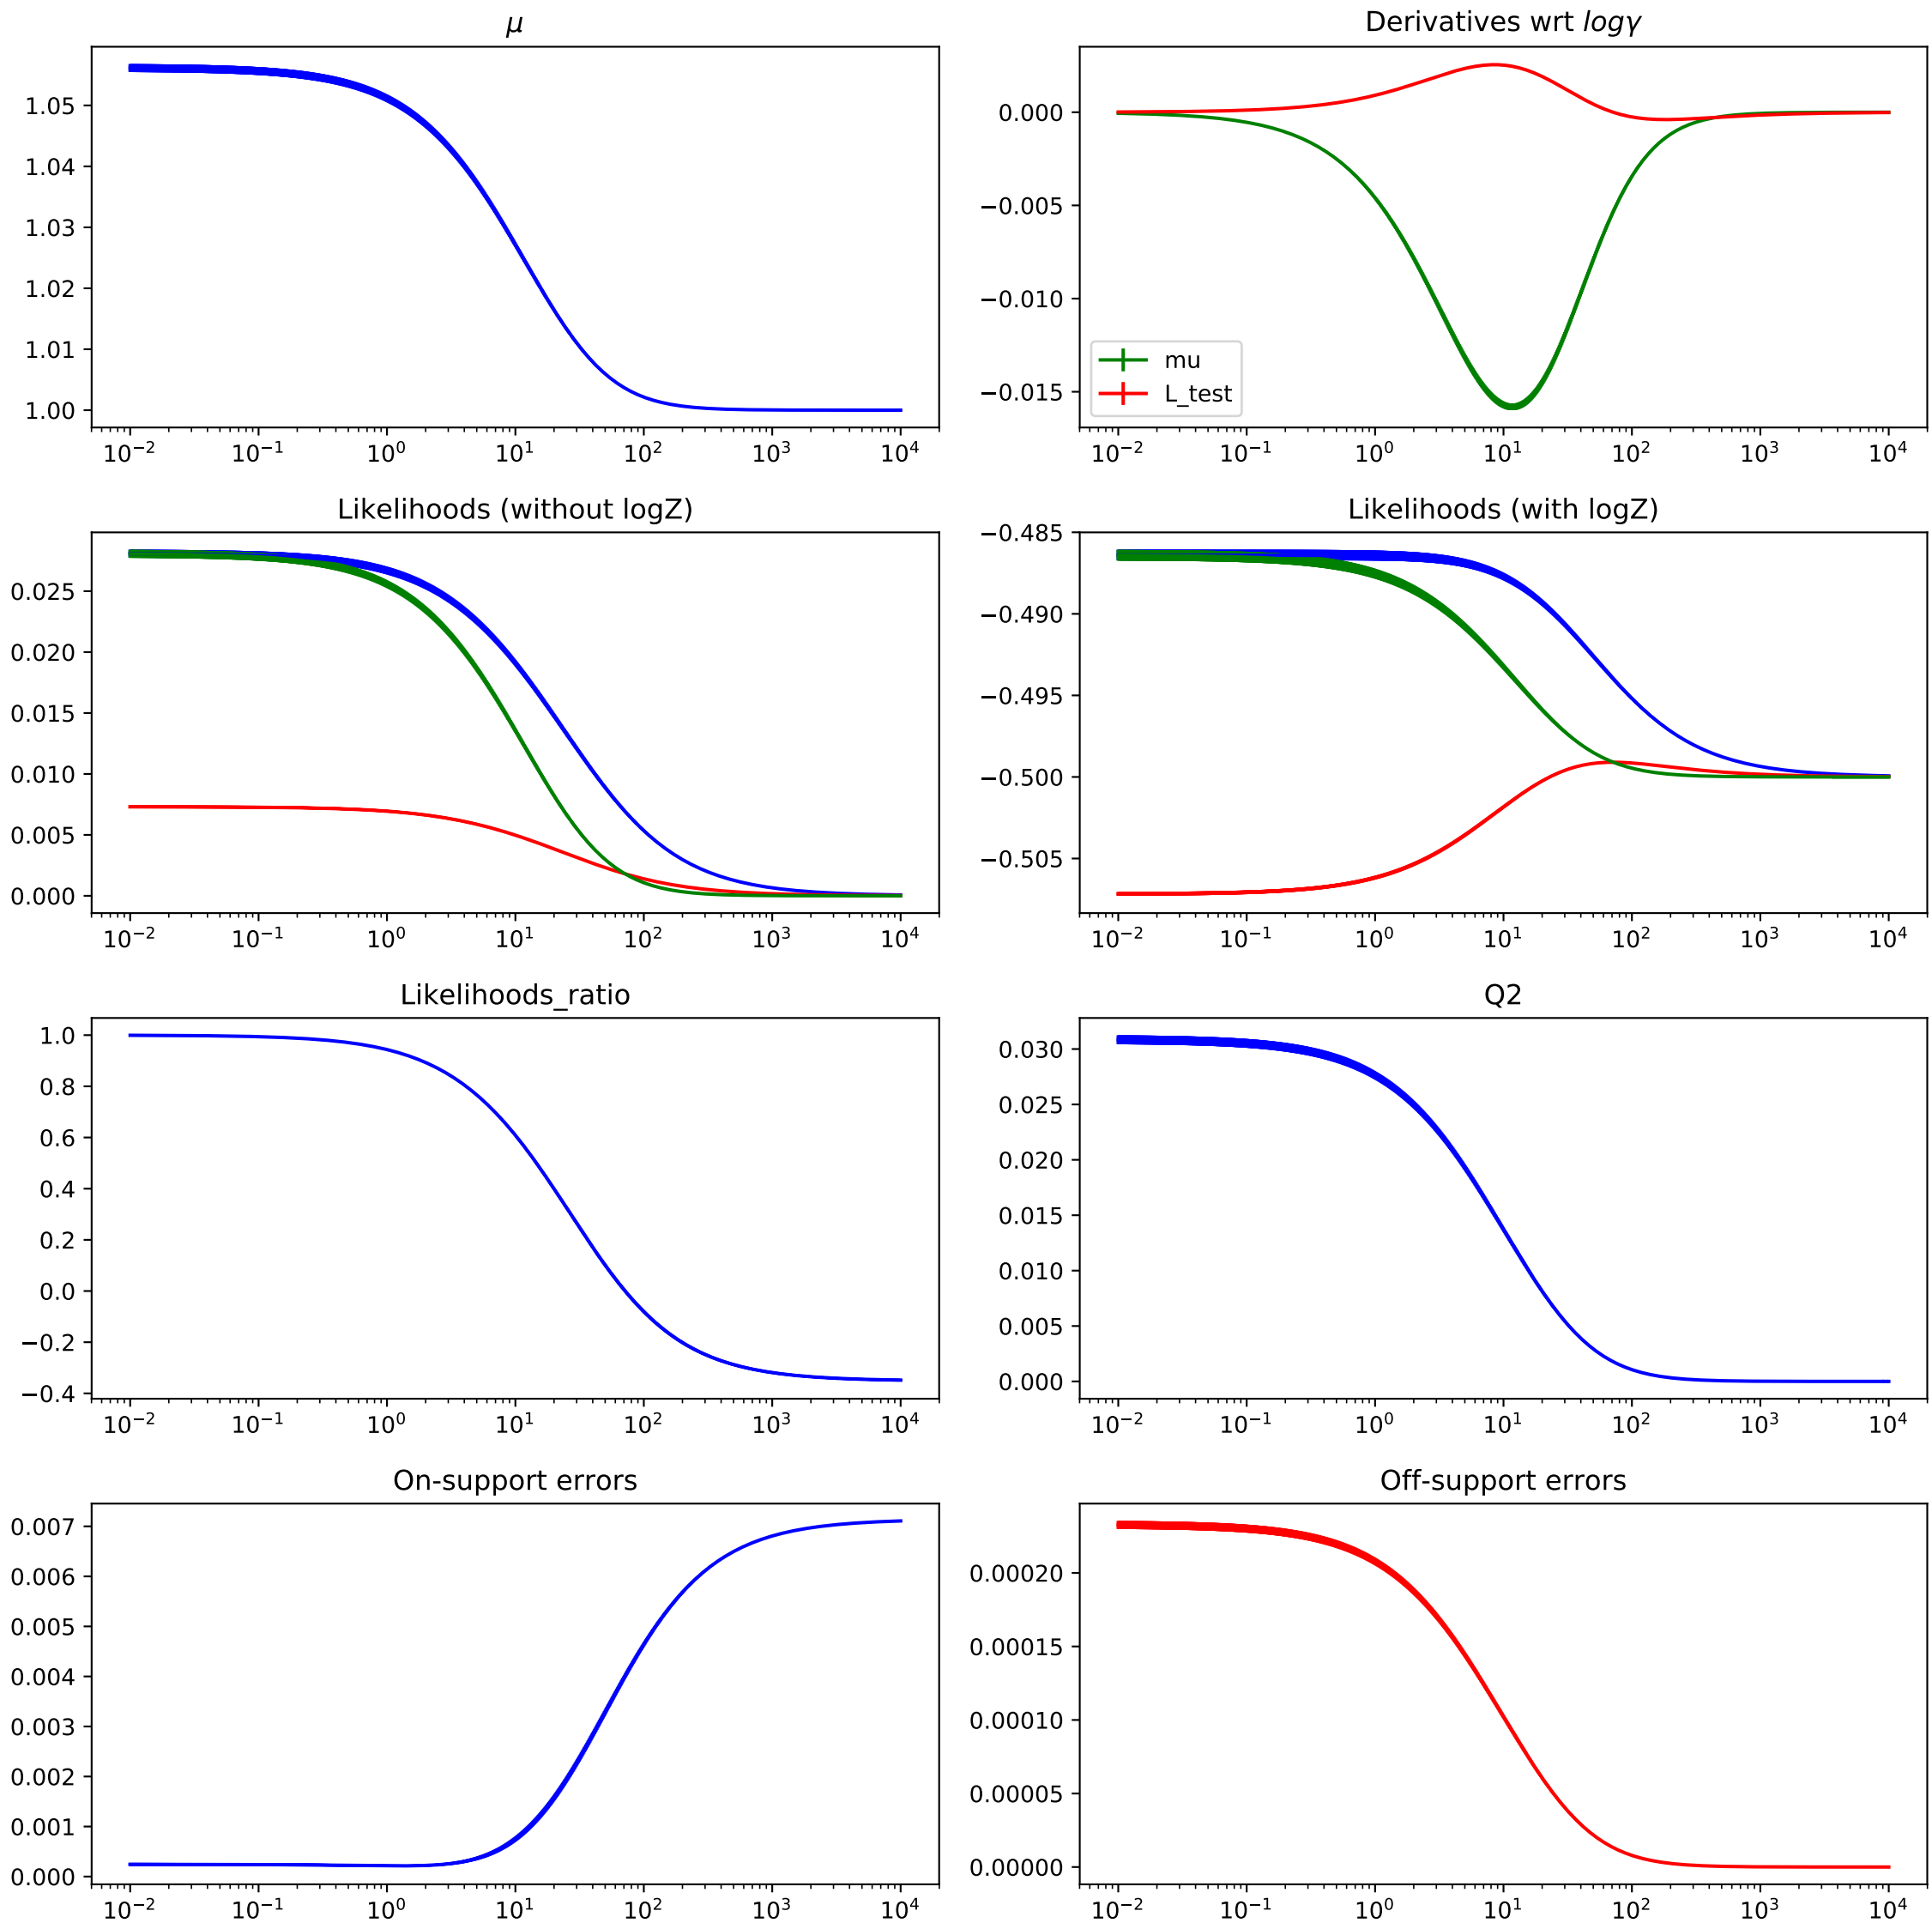 μ
1.05
1.04
1.03
1.02
1.01
1.00
10⁻² 10⁻¹ 10⁰ 10¹ 10² 10³ 10⁴
Derivatives wrt logγ
0.000
−0.005
−0.010
−0.015
mu
L_test
10⁻² 10⁻¹ 10⁰ 10¹ 10² 10³ 10⁴
Likelihoods (without logZ)
0.025
0.020
0.015
0.010
0.005
0.000
10⁻² 10⁻¹ 10⁰ 10¹ 10² 10³ 10⁴
Likelihoods (with logZ)
−0.485
−0.490
−0.495
−0.500
−0.505
10⁻² 10⁻¹ 10⁰ 10¹ 10² 10³ 10⁴
Likelihoods_ratio
1.0
0.8
0.6
0.4
0.2
0.0
−0.2
−0.4
10⁻² 10⁻¹ 10⁰ 10¹ 10² 10³ 10⁴
Q2
0.030
0.025
0.020
0.015
0.010
0.005
0.000
10⁻² 10⁻¹ 10⁰ 10¹ 10² 10³ 10⁴
On-support errors
0.007
0.006
0.005
0.004
0.003
0.002
0.001
0.000
10⁻² 10⁻¹ 10⁰ 10¹ 10² 10³ 10⁴
Off-support errors
0.00020
0.00015
0.00010
0.00005
0.00000
10⁻² 10⁻¹ 10⁰ 10¹ 10² 10³ 10⁴